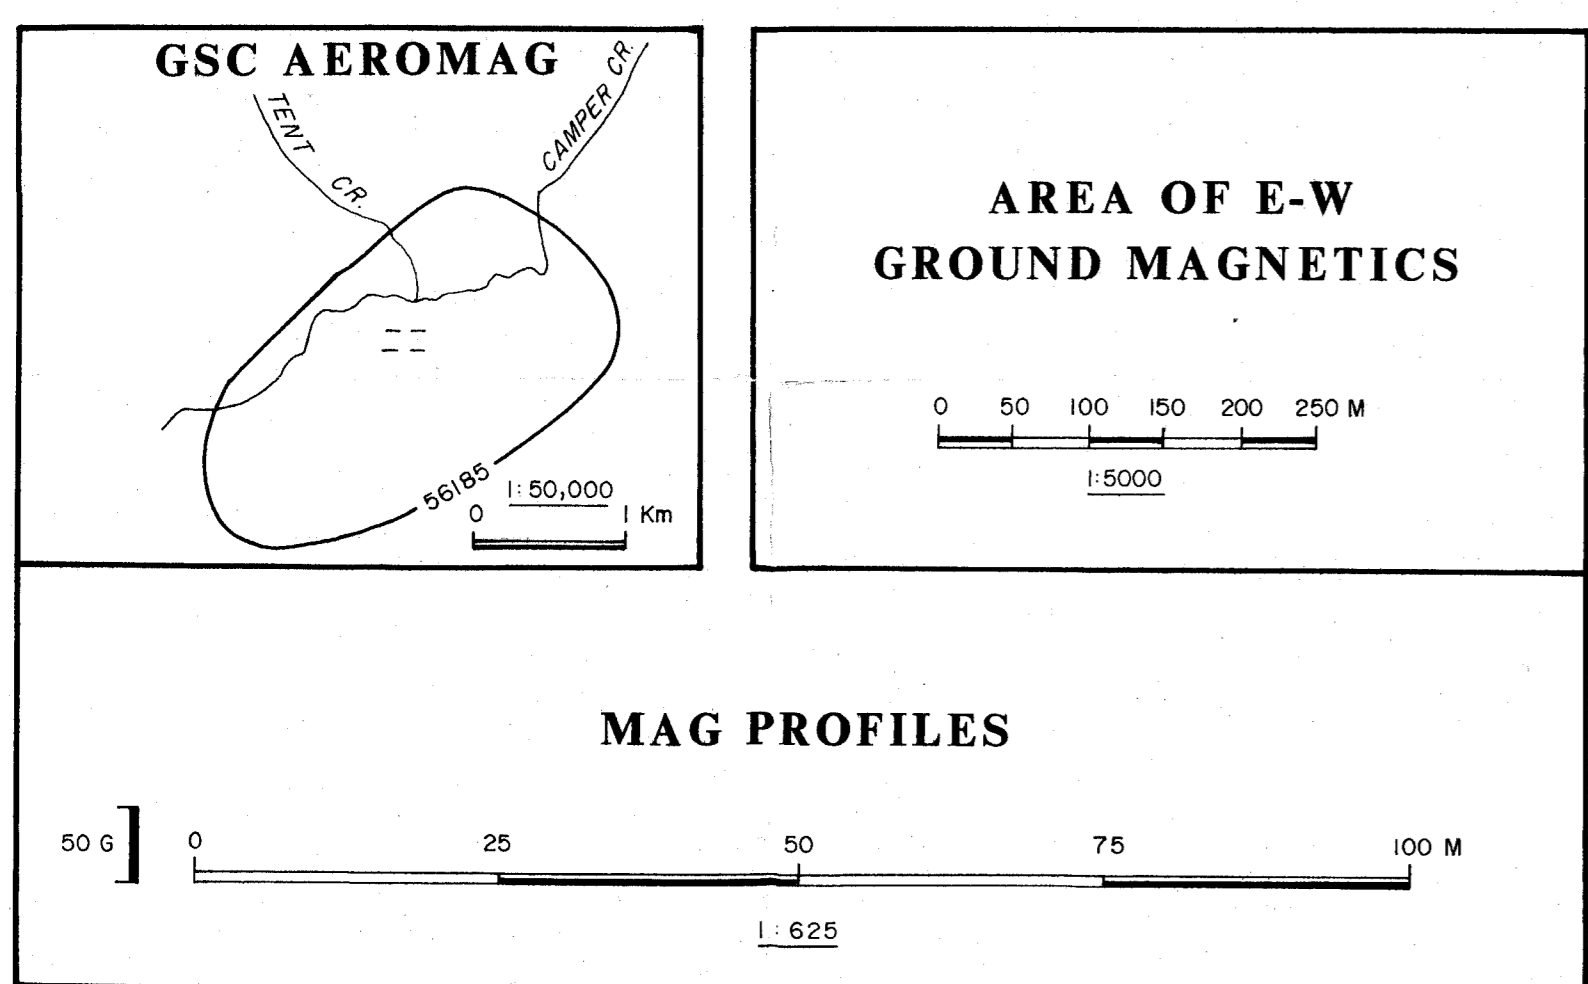 GSC AEROMAG
TENT CR.
CAMPER CR.
56185
1:50,000
0 1 Km
AREA OF E-W
GROUND MAGNETICS
0 50 100 150 200 250 M
1:5000
MAG PROFILES
50 G
0 25 50 75 100 M
1:625